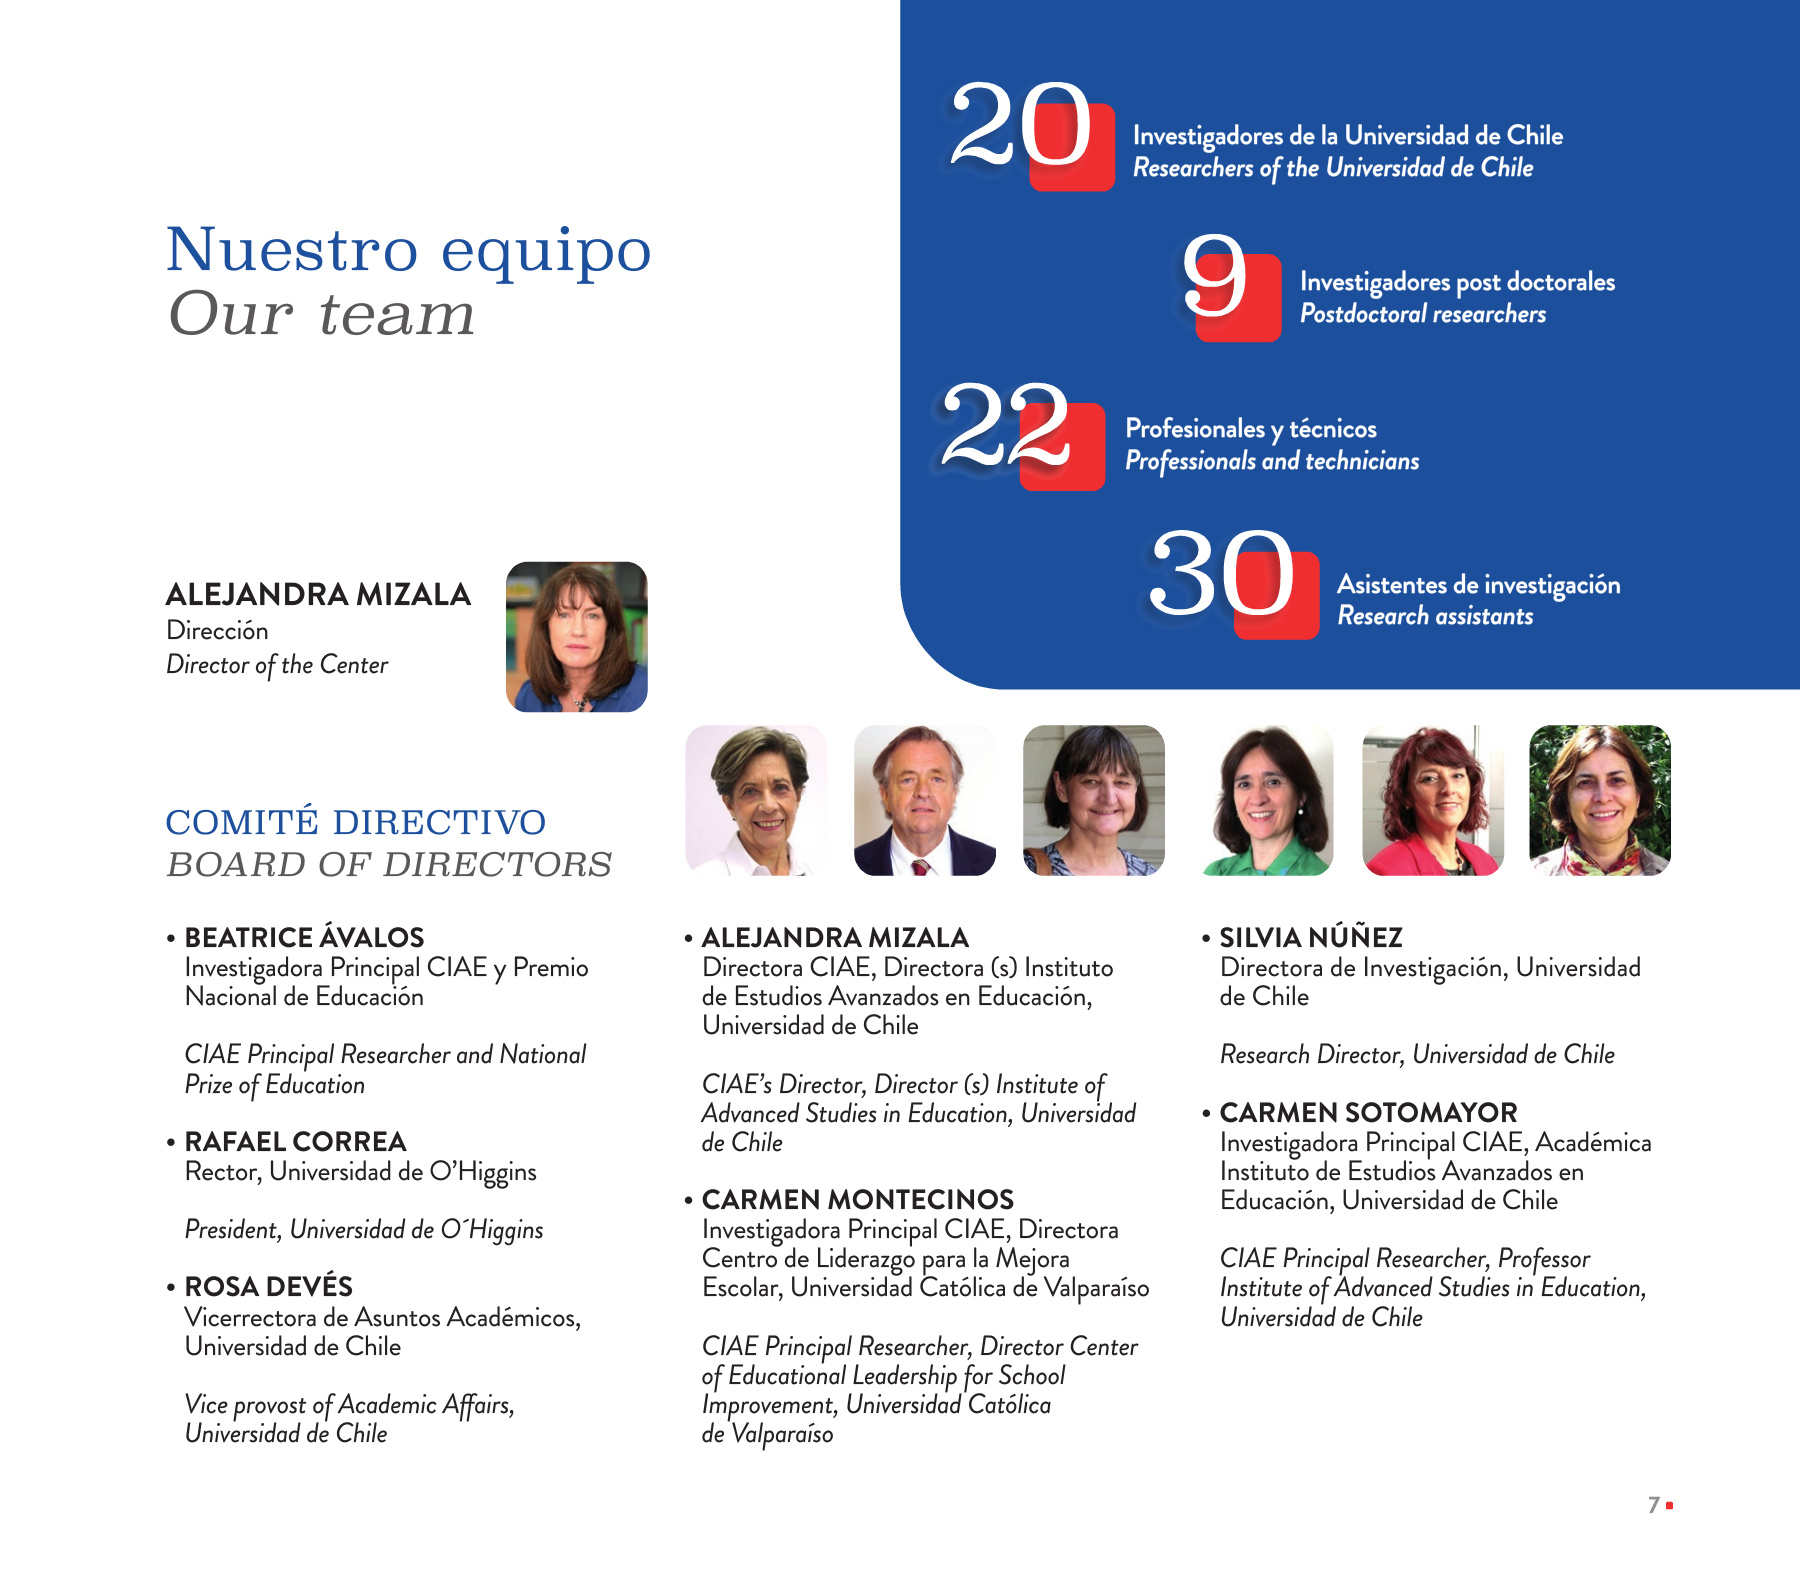 Nuestro equipo
Our team
20
Investigadores de la Universidad de Chile
Researchers of the Universidad de Chile
9
Investigadores post doctorales
Postdoctoral researchers
22
Profesionales y técnicos
Professionals and technicians
30
Asistentes de investigación
Research assistants
ALEJANDRA MIZALA
Dirección
Director of the Center
COMITÉ DIRECTIVO
BOARD OF DIRECTORS
• BEATRICE ÁVALOS
Investigadora Principal CIAE y Premio
Nacional de Educación
CIAE Principal Researcher and National
Prize of Education
• RAFAEL CORREA
Rector, Universidad de O’Higgins
President, Universidad de O´Higgins
• ROSA DEVÉS
Vicerrectora de Asuntos Académicos,
Universidad de Chile
Vice provost of Academic Affairs,
Universidad de Chile
• ALEJANDRA MIZALA
Directora CIAE, Directora (s) Instituto
de Estudios Avanzados en Educación,
Universidad de Chile
CIAE’s Director, Director (s) Institute of
Advanced Studies in Education, Universidad
de Chile
• CARMEN MONTECINOS
Investigadora Principal CIAE, Directora
Centro de Liderazgo para la Mejora
Escolar, Universidad Católica de Valparaíso
CIAE Principal Researcher, Director Center
of Educational Leadership for School
Improvement, Universidad Católica
de Valparaíso
• SILVIA NÚÑEZ
Directora de Investigación, Universidad
de Chile
Research Director, Universidad de Chile
• CARMEN SOTOMAYOR
Investigadora Principal CIAE, Académica
Instituto de Estudios Avanzados en
Educación, Universidad de Chile
CIAE Principal Researcher, Professor
Institute of Advanced Studies in Education,
Universidad de Chile
7